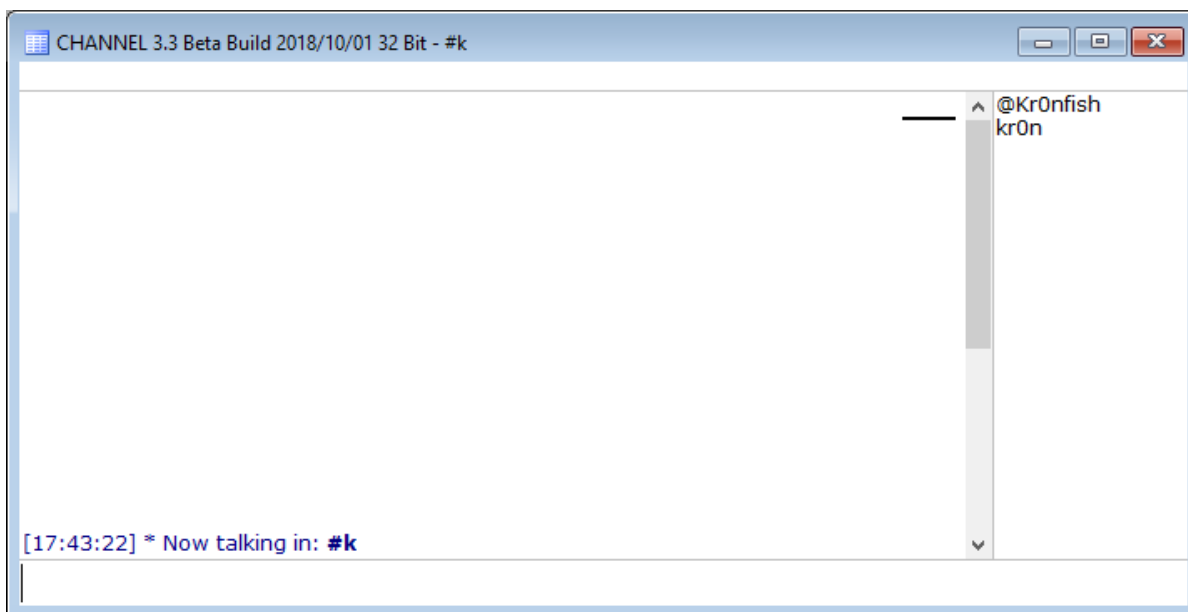 CHANNEL 3.3 Beta Build 2018/10/01 32 Bit - #k
@Kr0nfish
kr0n
[17:43:22] * Now talking in: #k